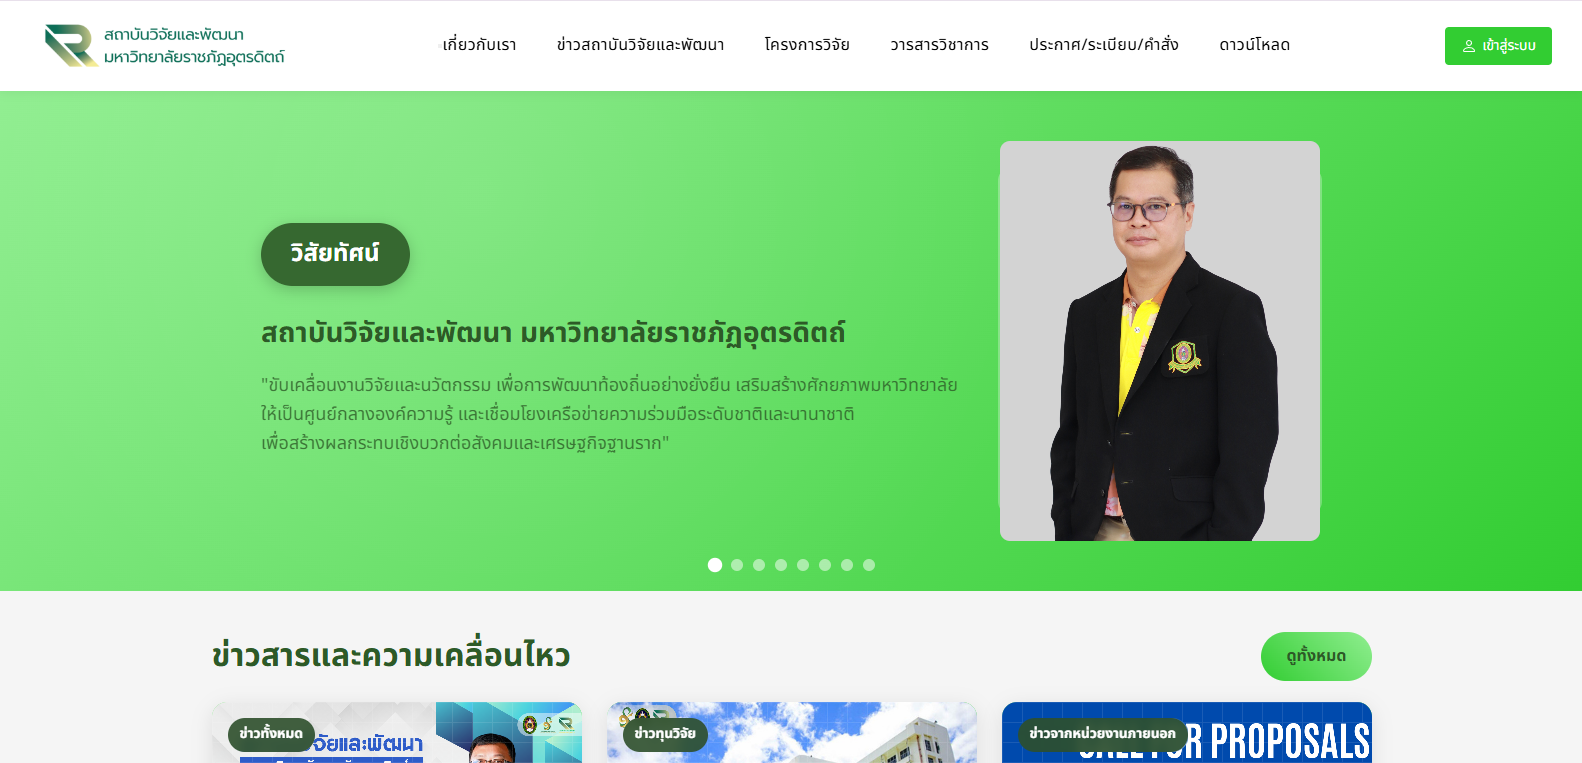 สถาบันวิจัยและพัฒนา
มหาวิทยาลัยราชภัฏอุตรดิตถ์
เกี่ยวกับเรา
ข่าวสถาบันวิจัยและพัฒนา
โครงการวิจัย
วารสารวิชาการ
ประกาศ/ระเบียบ/คำสั่ง
ดาวน์โหลด
เข้าสู่ระบบ
วิสัยทัศน์
สถาบันวิจัยและพัฒนา มหาวิทยาลัยราชภัฏอุตรดิตถ์
"ขับเคลื่อนงานวิจัยและนวัตกรรม เพื่อการพัฒนาท้องถิ่นอย่างยั่งยืน เสริมสร้างศักยภาพมหาวิทยาลัย
ให้เป็นศูนย์กลางองค์ความรู้ และเชื่อมโยงเครือข่ายความร่วมมือระดับชาติและนานาชาติ
เพื่อสร้างผลกระทบเชิงบวกต่อสังคมและเศรษฐกิจฐานราก"
ข่าวสารและความเคลื่อนไหว
ดูทั้งหมด
ข่าวทั้งหมด
จัยและพัฒนา
ข่าวทุนวิจัย
ข่าวจากหน่วยงานภายนอก
PROPOSALS